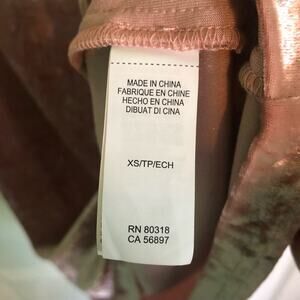 MADE IN CHINA
FABRIQUE EN CHINE
HECHO EN CHINA
DIBUAT DI CINA
XS/TP/ECH
RN 80318
CA 56897